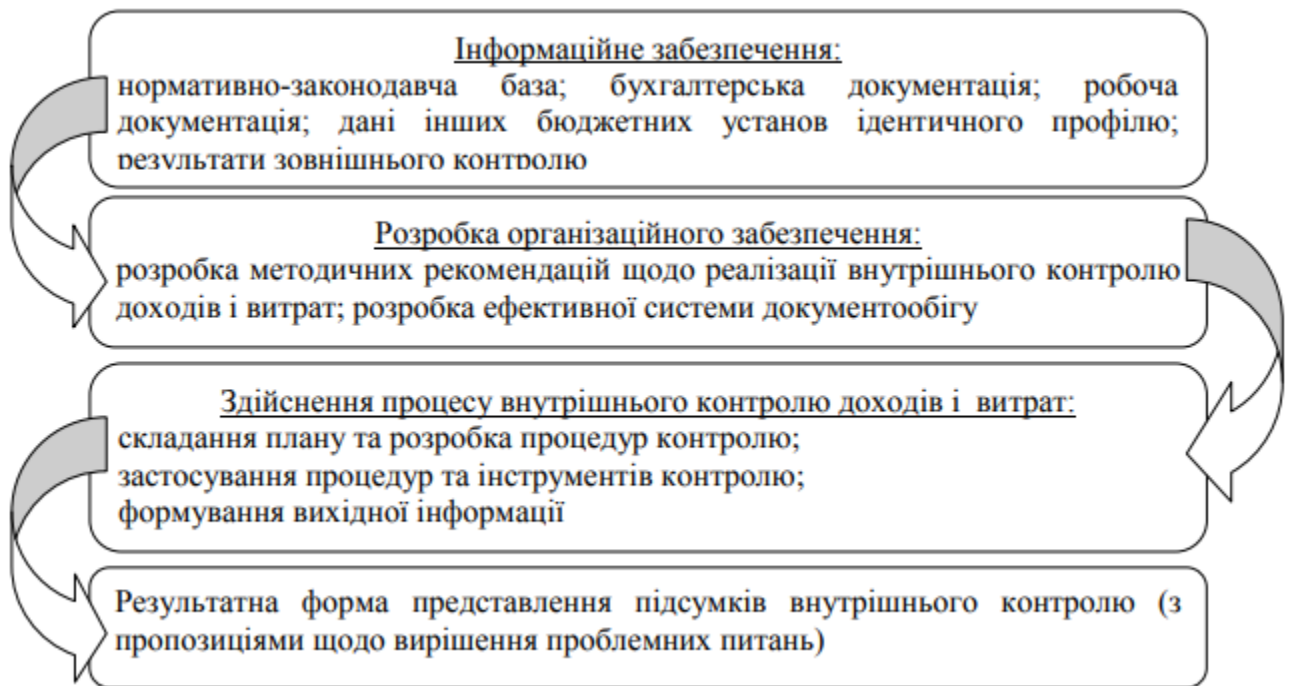 Інформаційне забезпечення:
нормативно-законодавча база; бухгалтерська документація; робоча
документація; дані інших бюджетних установ ідентичного профілю;
результати зовнішнього контролю
Розробка організаційного забезпечення:
розробка методичних рекомендацій щодо реалізації внутрішнього контролю
доходів і витрат; розробка ефективної системи документообігу
Здійснення процесу внутрішнього контролю доходів і витрат:
складання плану та розробка процедур контролю;
застосування процедур та інструментів контролю;
формування вихідної інформації
Результатна форма представлення підсумків внутрішнього контролю (з
пропозиціями щодо вирішення проблемних питань)